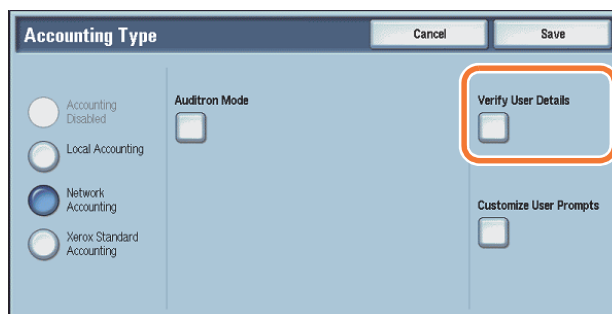 Accounting Type
Cancel
Save
Accounting
Disabled
Local Accounting
Network
Accounting
Xerox Standard
Accounting
Auditron Mode
Verify User Details
Customize User Prompts